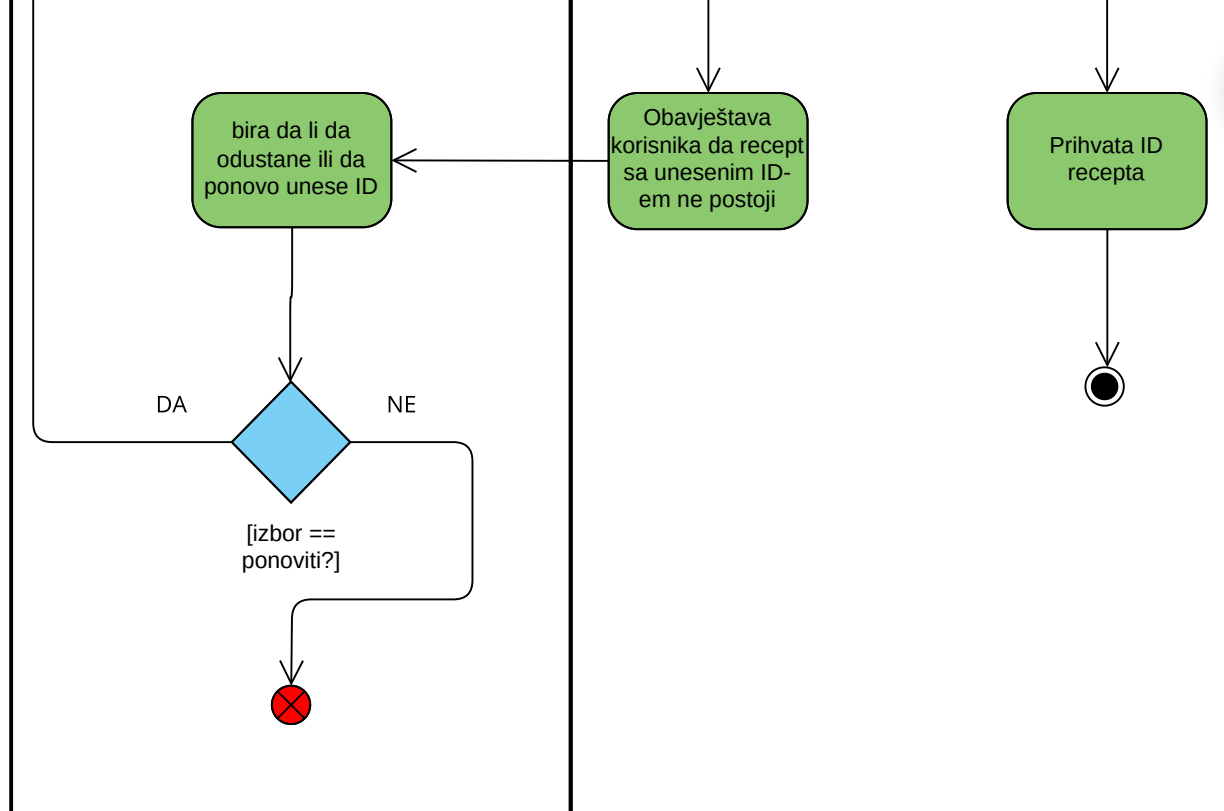 bira da li da
odustane ili da
ponovo unese ID
Obavještava
korisnika da recept
sa unesenim ID-
em ne postoji
Prihvata ID
recepta
DA
NE
[izbor ==
ponoviti?]